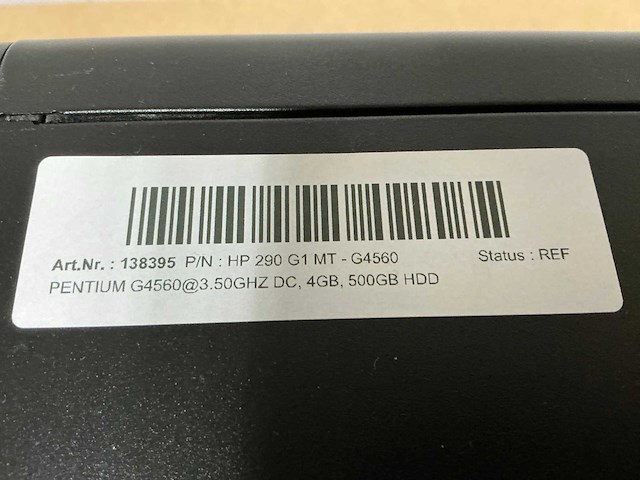 Art.Nr. : 138395 P/N : HP 290 G1 MT - G4560 Status : REF
PENTIUM G4560@3.50GHZ DC, 4GB, 500GB HDD